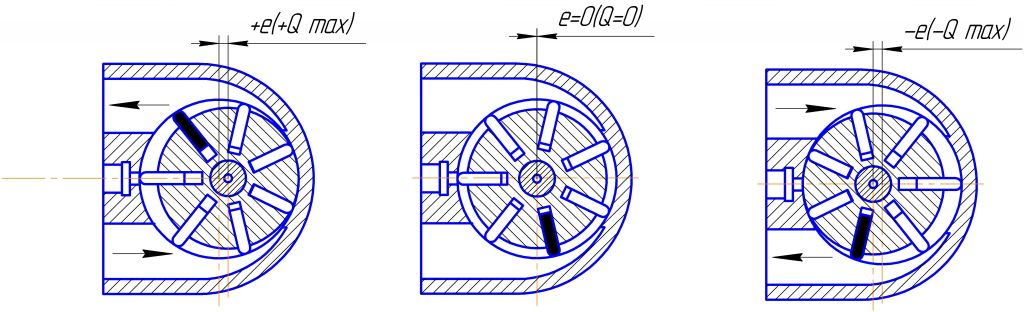 +e(+Q max)
e=0(Q=0)
-e(-Q max)